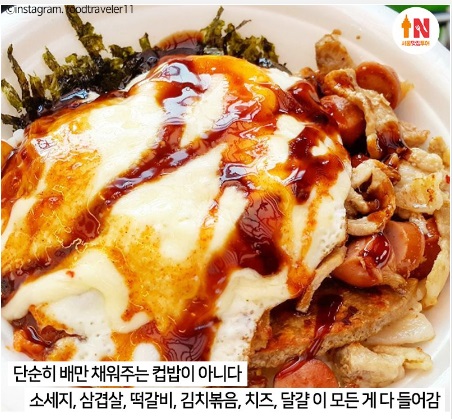 ©instagram. foodtraveler11
IN
서울맛집투어
단순히 배만 채워주는 컵밥이 아니다
소세지, 삼겹살, 떡갈비, 김치볶음, 치즈, 달걀 이 모든 게 다 들어감